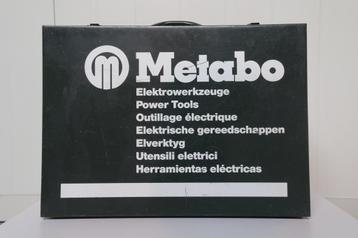 Metabo
Elektrowerkzeuge
Power Tools
Outillage électrique
Elektrische gereedschappen
Elverktyg
Utensili elettrici
Herramientas eléctricas